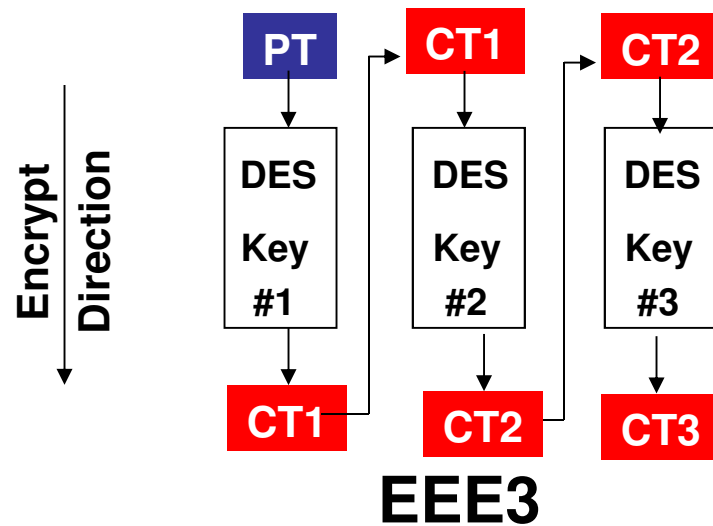 PT
CT1
CT2
Encrypt
Direction
DES
Key
#1
DES
Key
#2
DES
Key
#3
CT1
CT2
CT3
EEE3